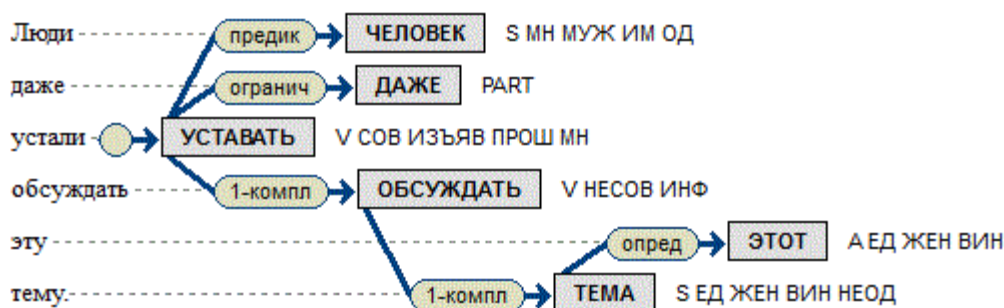 Люди предик ЧЕЛОВЕК S МН МУЖ ИМ ОД
даже огранич ДАЖЕ PART
устали УСТАВАТЬ V СОВ ИЗЪЯВ ПРОШ МН
обсуждать 1-компл ОБСУЖДАТЬ V НЕСОВ ИНФ
эту опред ЭТОТ А ЕД ЖЕН ВИН
тему. 1-компл ТЕМА S ЕД ЖЕН ВИН НЕОД